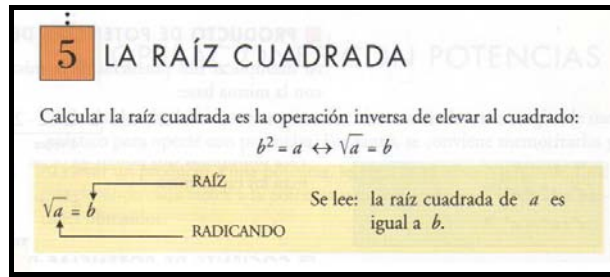 5 LA RAÍZ CUADRADA
Calcular la raíz cuadrada es la operación inversa de elevar al cuadrado:
b² = a ↔ √a = b
RAÍZ
√a = b
RADICANDO
Se lee: la raíz cuadrada de a es
igual a b.